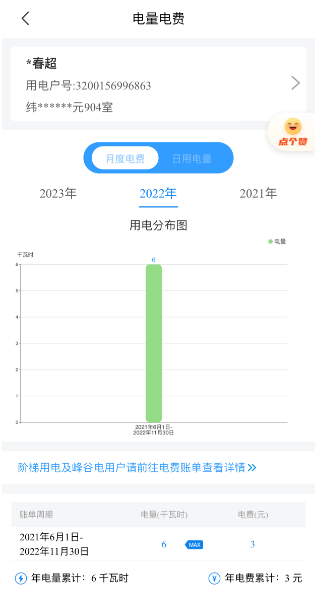 电量电费
*春超
用电户号:3200156996863
纬******元904室
点个赞
月度电费 日用电量
2023年 2022年 2021年
用电分布图
电量
千瓦时
6
6
5
4
3
2
1
0
2021年6月1日-
2022年11月30日
阶梯用电及峰谷电用户请前往电费账单查看详情
账单周期 电量(千瓦时) 电费(元)
2021年6月1日-
2022年11月30日
6 MAX 3
年电量累计：6 千瓦时 年电费累计：3 元